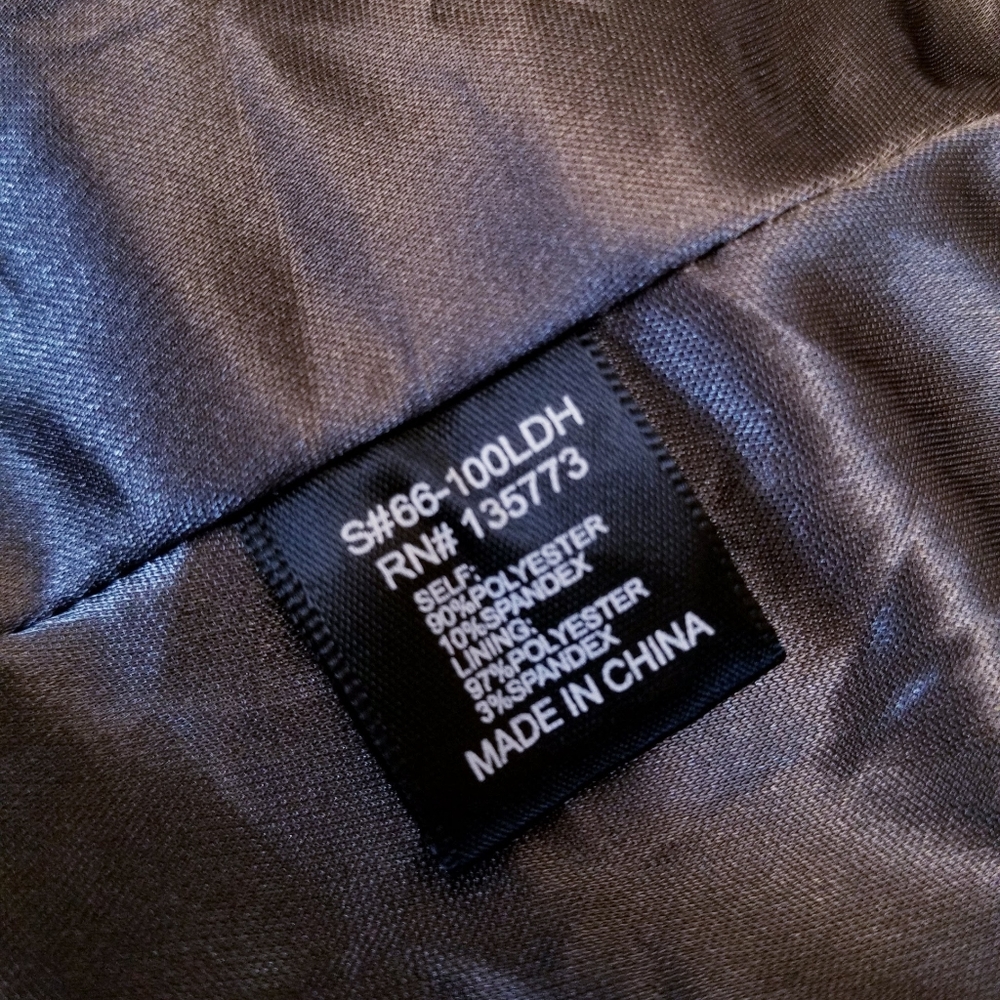 S#66-100LDH
RN# 135773
SELF:
90%POLYESTER
10%SPANDEX
LINING:
97%POLYESTER
3%SPANDEX
MADE IN CHINA